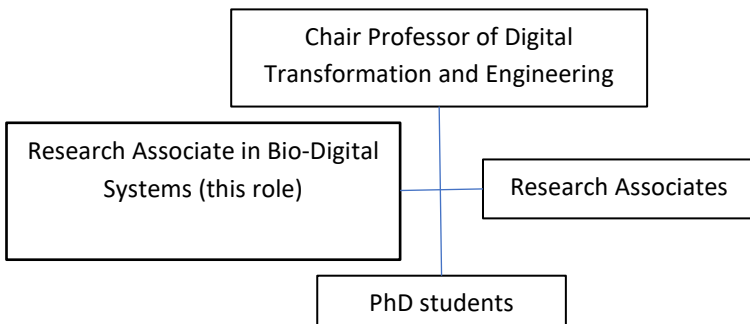 Chair Professor of Digital
Transformation and Engineering
Research Associate in Bio-Digital
Systems (this role)
Research Associates
PhD students